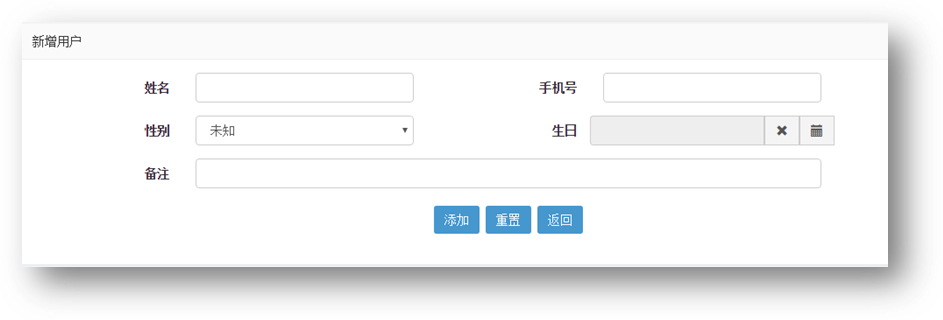 新增用户
姓名 手机号
性别 未知 生日
备注
添加 重置 返回